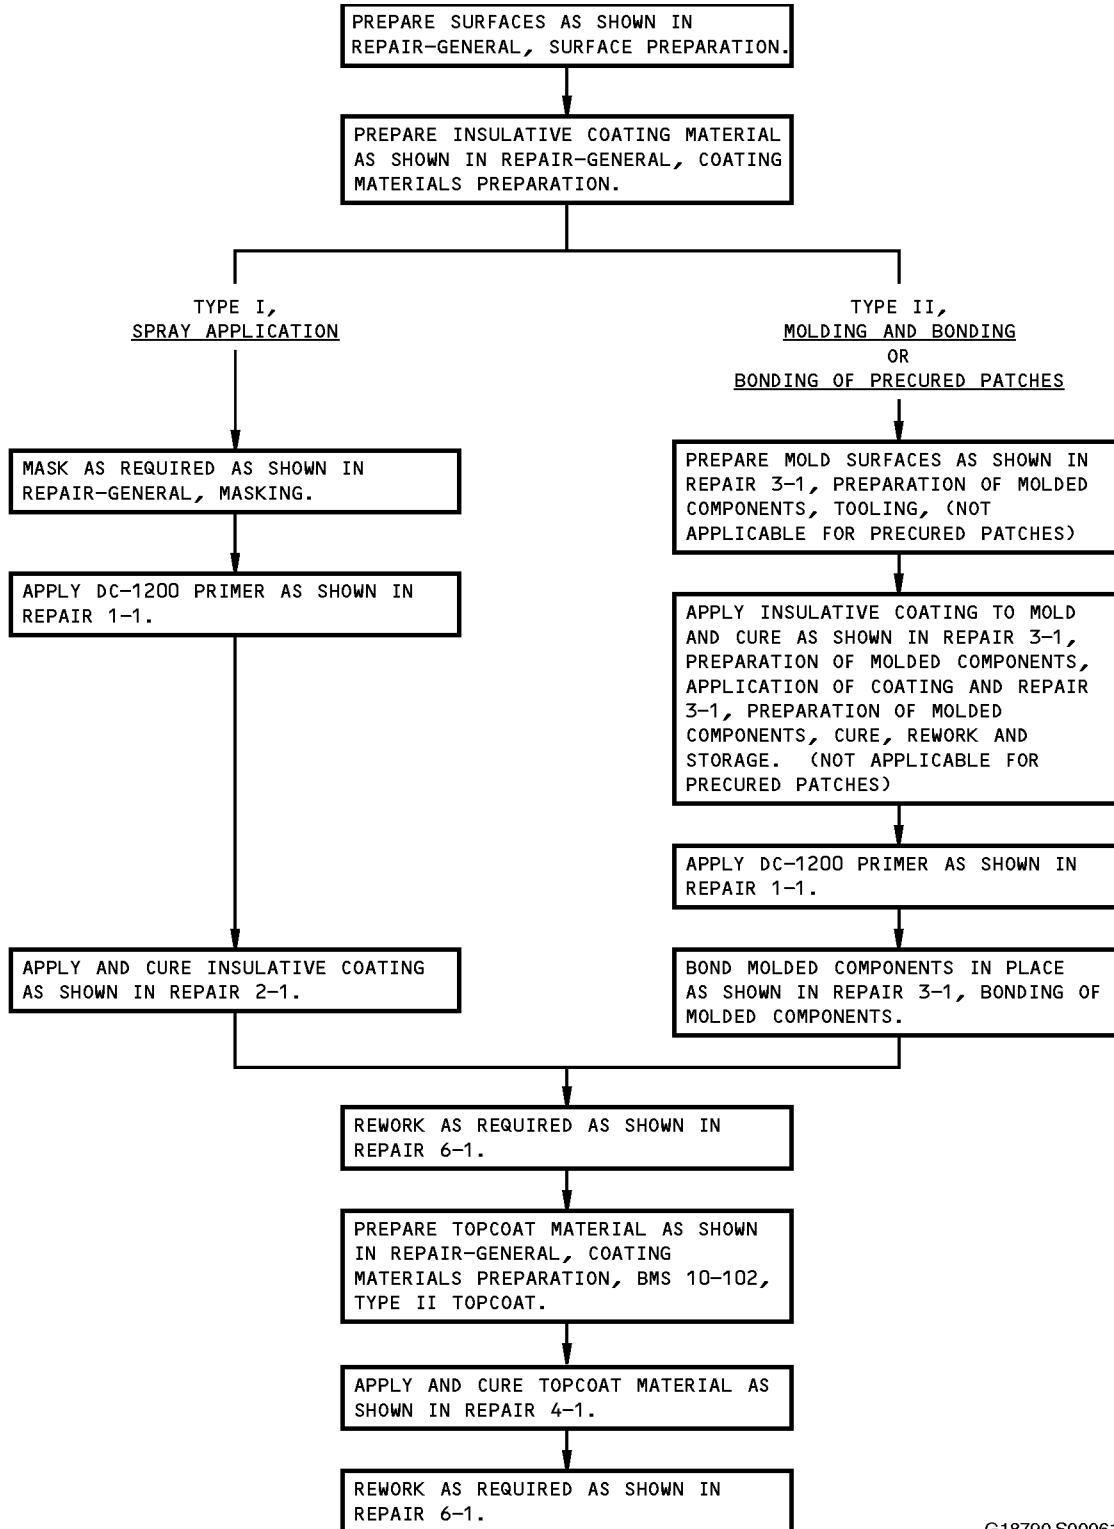 PREPARE SURFACES AS SHOWN IN
REPAIR-GENERAL, SURFACE PREPARATION.
PREPARE INSULATIVE COATING MATERIAL
AS SHOWN IN REPAIR-GENERAL, COATING
MATERIALS PREPARATION.
TYPE I,
SPRAY APPLICATION
MASK AS REQUIRED AS SHOWN IN
REPAIR-GENERAL, MASKING.
APPLY DC-1200 PRIMER AS SHOWN IN
REPAIR 1-1.
APPLY AND CURE INSULATIVE COATING
AS SHOWN IN REPAIR 2-1.
TYPE II,
MOLDING AND BONDING
OR
BONDING OF PRECURED PATCHES
PREPARE MOLD SURFACES AS SHOWN IN
REPAIR 3-1, PREPARATION OF MOLDED
COMPONENTS, TOOLING, (NOT
APPLICABLE FOR PRECURED PATCHES)
APPLY INSULATIVE COATING TO MOLD
AND CURE AS SHOWN IN REPAIR 3-1,
PREPARATION OF MOLDED COMPONENTS,
APPLICATION OF COATING AND REPAIR
3-1, PREPARATION OF MOLDED
COMPONENTS, CURE, REWORK AND
STORAGE. (NOT APPLICABLE FOR
PRECURED PATCHES)
APPLY DC-1200 PRIMER AS SHOWN IN
REPAIR 1-1.
BOND MOLDED COMPONENTS IN PLACE
AS SHOWN IN REPAIR 3-1, BONDING OF
MOLDED COMPONENTS.
REWORK AS REQUIRED AS SHOWN IN
REPAIR 6-1.
PREPARE TOPCOAT MATERIAL AS SHOWN
IN REPAIR-GENERAL, COATING
MATERIALS PREPARATION, BMS 10-102,
TYPE II TOPCOAT.
APPLY AND CURE TOPCOAT MATERIAL AS
SHOWN IN REPAIR 4-1.
REWORK AS REQUIRED AS SHOWN IN
REPAIR 6-1.